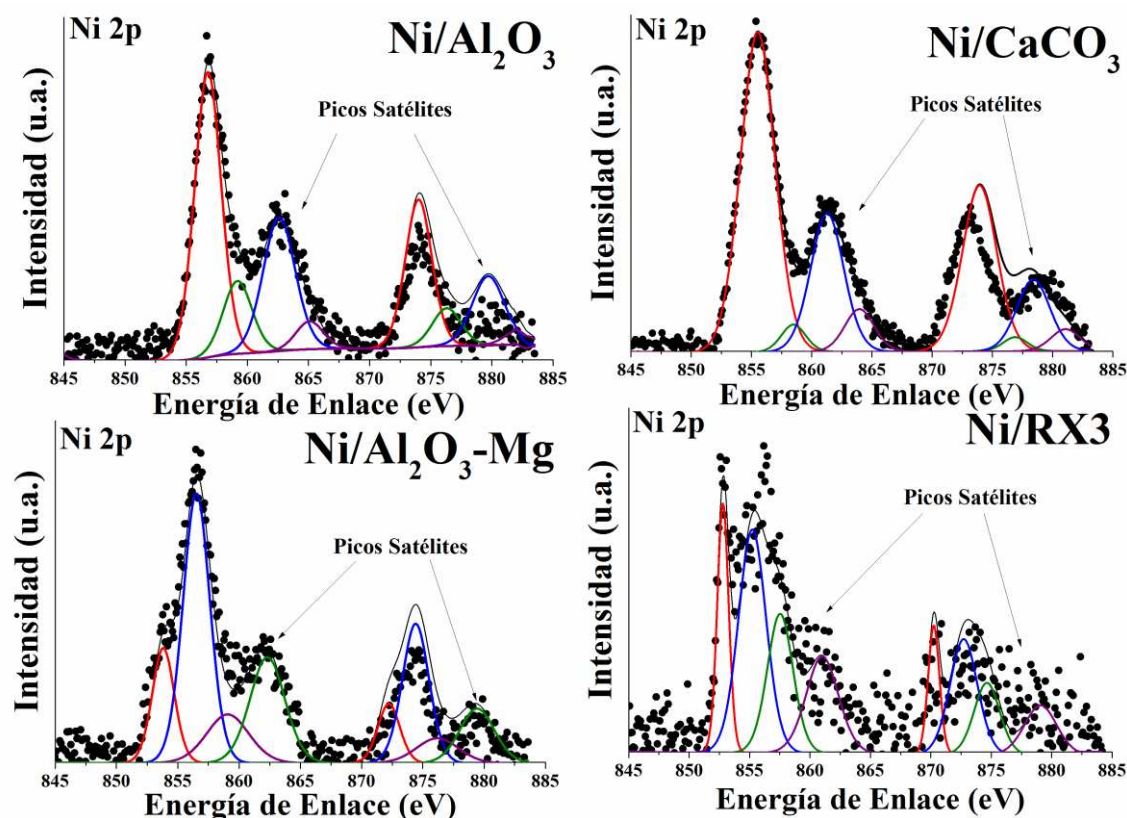 Ni 2p
Ni/Al₂O₃
Picos Satélites
Intensidad (u.a.)
845 850 855 860 865 870 875 880 885
Energía de Enlace (eV)
Ni 2p
Ni/CaCO₃
Picos Satélites
Intensidad (u.a.)
845 850 855 860 865 870 875 880 885
Energía de Enlace (eV)
Ni 2p
Ni/Al₂O₃-Mg
Picos Satélites
Intensidad (u.a.)
845 850 855 860 865 870 875 880 885
Energía de Enlace (eV)
Ni 2p
Ni/RX3
Picos Satélites
Intensidad (u.a.)
845 850 855 860 865 870 875 880 885
Energía de Enlace (eV)